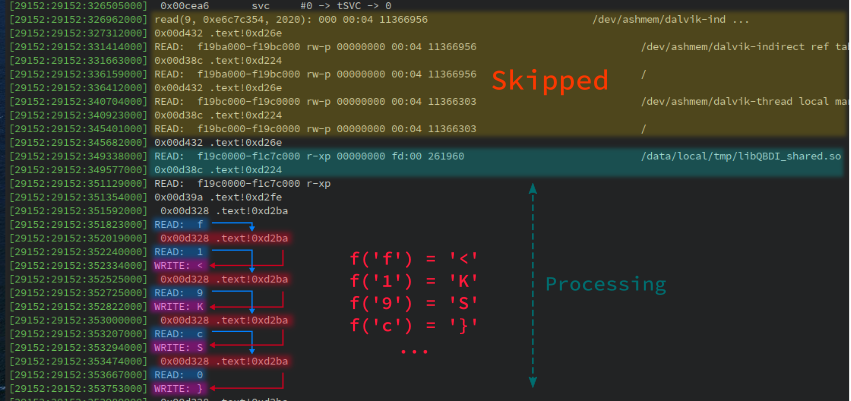 [29152:29152:326505000] 0x00cea6 svc #0 -> tSVC -> 0
[29152:29152:326962000] read(9, 0xe6c7c354, 2020): 000 00:04 11366956 /dev/ashmem/dalvik-ind ...
[29152:29152:327312000] 0x00d432 .text!0xd26e
[29152:29152:331414000] READ: f19ba000-f19bc000 rw-p 00000000 00:04 11366956 /dev/ashmem/dalvik-indirect ref tab
[29152:29152:331663000] 0x00d38c .text!0xd224
[29152:29152:336159000] READ: f19ba000-f19bc000 rw-p 00000000 00:04 11366956 /
[29152:29152:336412000] 0x00d432 .text!0xd26e
[29152:29152:340704000] READ: f19bc000-f19c0000 rw-p 00000000 00:04 11366303 /dev/ashmem/dalvik-thread local mar
[29152:29152:340923000] 0x00d38c .text!0xd224
[29152:29152:345401000] READ: f19bc000-f19c0000 rw-p 00000000 00:04 11366303 /
[29152:29152:345682000] 0x00d432 .text!0xd26e
[29152:29152:349338000] READ: f19c0000-f1c7c000 r-xp 00000000 fd:00 261960 /data/local/tmp/libQBDI_shared.so
[29152:29152:349577000] 0x00d38c .text!0xd224
[29152:29152:351129000] READ: f19c0000-f1c7c000 r-xp
[29152:29152:351354000] 0x00d39a .text!0xd2fe
[29152:29152:351592000] 0x00d328 .text!0xd2ba
[29152:29152:351823000] READ: f
[29152:29152:352019000] 0x00d328 .text!0xd2ba
[29152:29152:352240000] READ: 1
[29152:29152:352334000] WRITE: <
[29152:29152:352525000] 0x00d328 .text!0xd2ba
[29152:29152:352725000] READ: 9
[29152:29152:352822000] WRITE: K
[29152:29152:353000000] 0x00d328 .text!0xd2ba
[29152:29152:353207000] READ: c
[29152:29152:353294000] WRITE: S
[29152:29152:353474000] 0x00d328 .text!0xd2ba
[29152:29152:353667000] READ: 0
[29152:29152:353753000] WRITE: }
0x00d328 .text!0xd2ba
Skipped
f('f') = '<'
f('1') = 'K'
f('9') = 'S'
f('c') = '}'
...
Processing